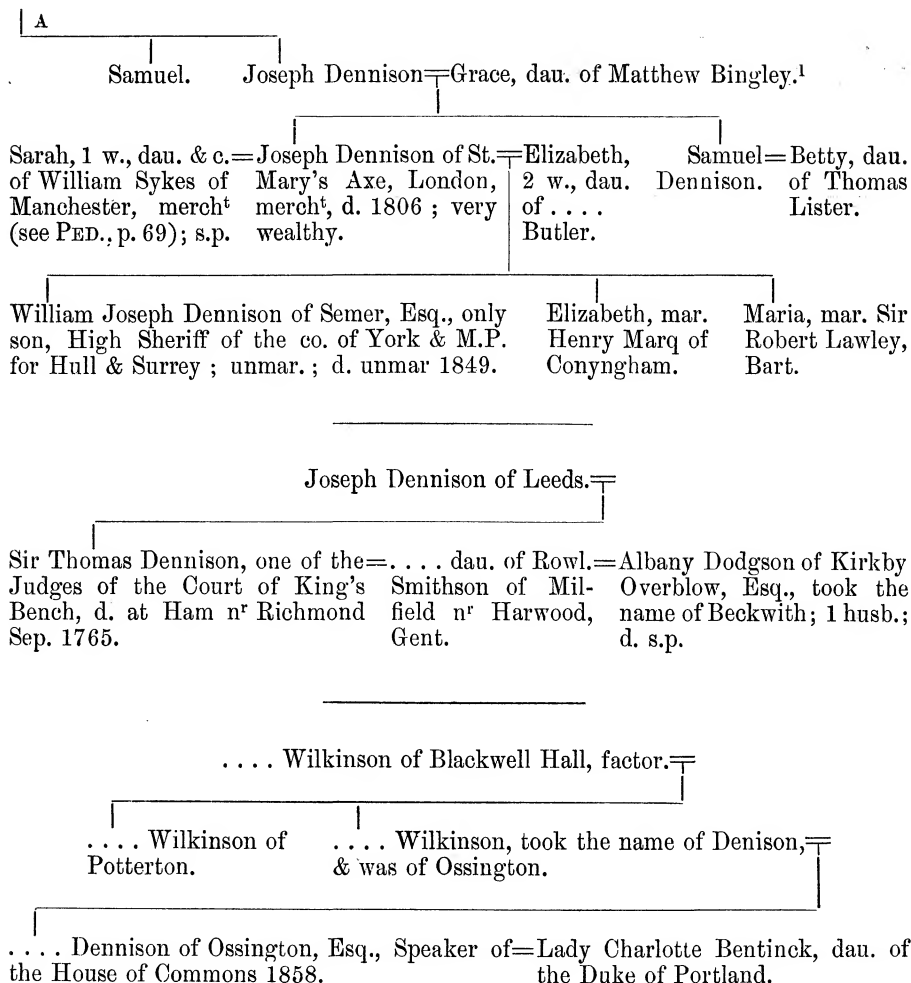 A
Samuel. Joseph Dennison=Grace, dau. of Matthew Bingley.¹
Sarah, 1 w., dau. & c.=Joseph Dennison of St.=Elizabeth, Samuel=Betty, dau.
of William Sykes of Mary's Axe, London, 2 w., dau. Dennison. of Thomas
Manchester, merchᵗ merchᵗ, d. 1806 ; very of . . . . Lister.
(see PED., p. 69); s.p. wealthy. Butler.
William Joseph Dennison of Semer, Esq., only Elizabeth, mar. Maria, mar. Sir
son, High Sheriff of the co. of York & M.P. Henry Marq of Robert Lawley,
for Hull & Surrey ; unmar. ; d. unmar 1849. Conyngham. Bart.
Joseph Dennison of Leeds.=
Sir Thomas Dennison, one of the=. . . . dau. of Rowl.=Albany Dodgson of Kirkby
Judges of the Court of King's Smithson of Mil- Overblow, Esq., took the
Bench, d. at Ham nʳ Richmond field nʳ Harwood, name of Beckwith; 1 husb.;
Sep. 1765. Gent. d. s.p.
. . . . Wilkinson of Blackwell Hall, factor.=
. . . . Wilkinson of . . . . Wilkinson, took the name of Denison,=
Potterton. & was of Ossington.
. . . . Dennison of Ossington, Esq., Speaker of=Lady Charlotte Bentinck, dau. of
the House of Commons 1858. the Duke of Portland.